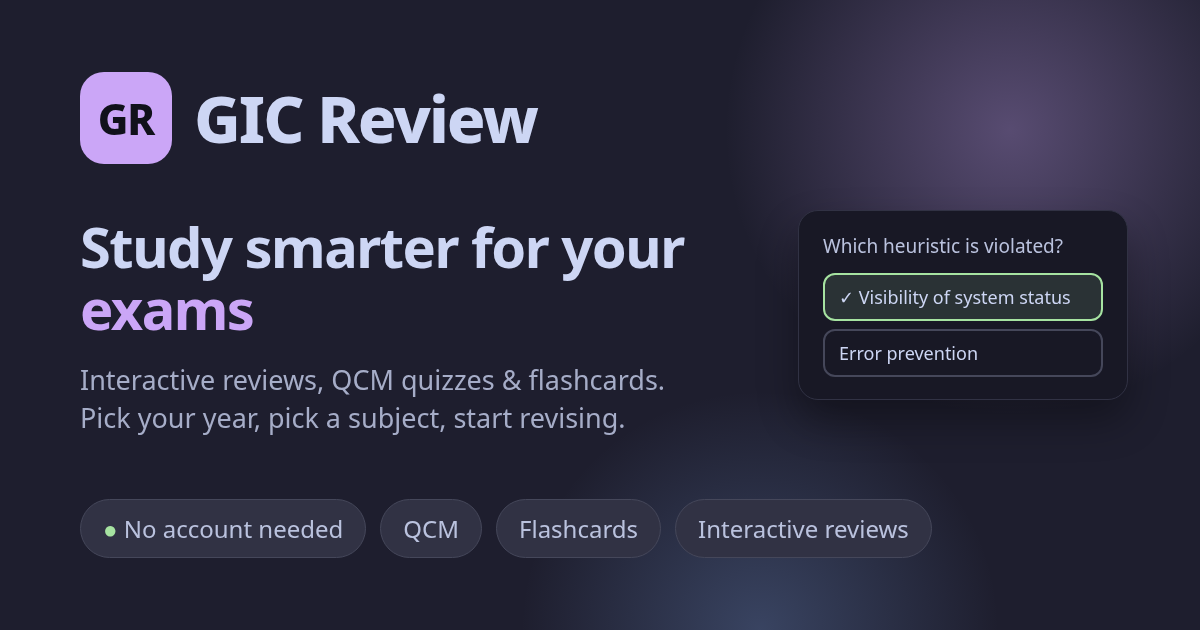 GR
GIC Review
Study smarter for your
exams
Interactive reviews, QCM quizzes & flashcards.
Pick your year, pick a subject, start revising.
Which heuristic is violated?
✓ Visibility of system status
Error prevention
● No account needed
QCM
Flashcards
Interactive reviews